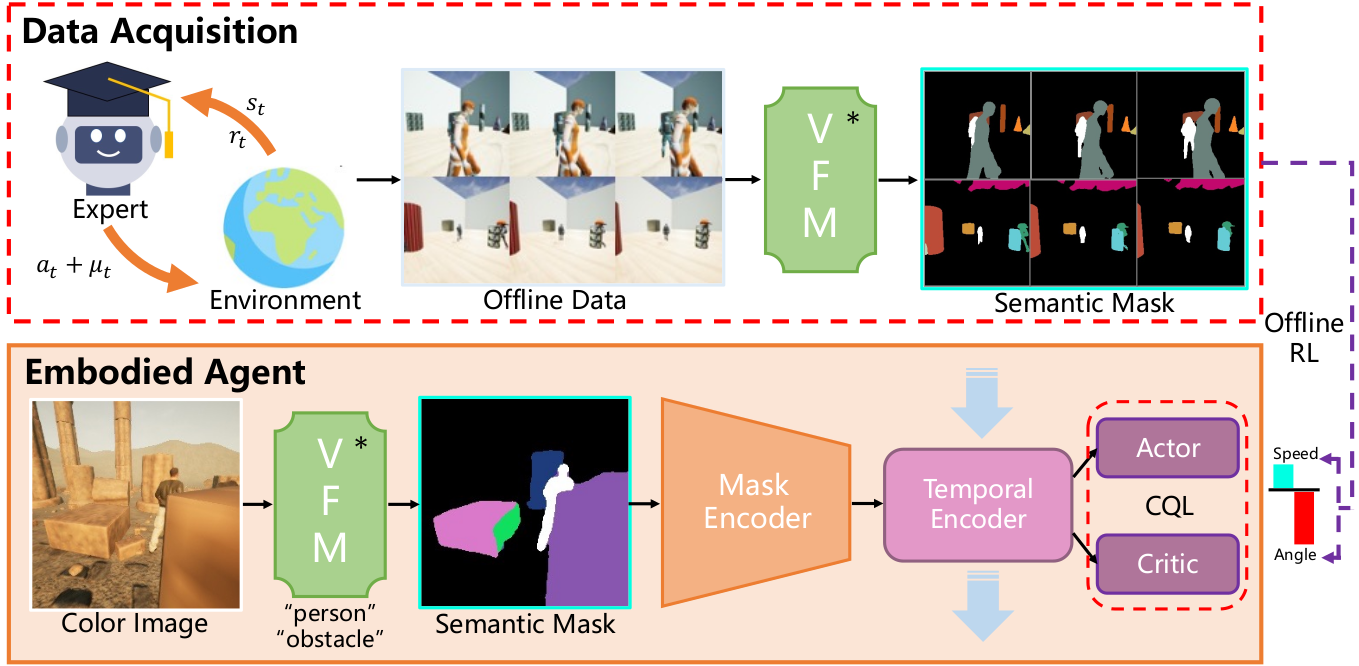 Data Acquisition
s_t
r_t
Expert
a_t + μ_t
Environment
Offline Data
V *
F
M
Semantic Mask
Offline
RL
Embodied Agent
Color Image
V *
F
M
“person”
“obstacle”
Semantic Mask
Mask
Encoder
Temporal
Encoder
Actor
CQL
Critic
Speed
Angle